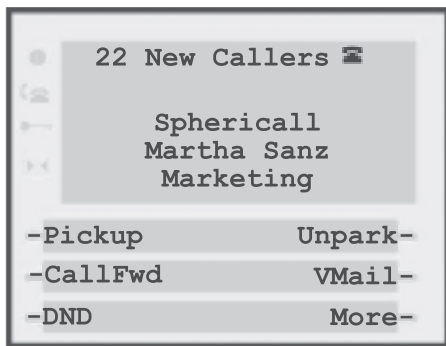 22 New Callers ☎
Sphericall
Martha Sanz
Marketing
-Pickup Unpark-
-CallFwd VMail-
-DND More-